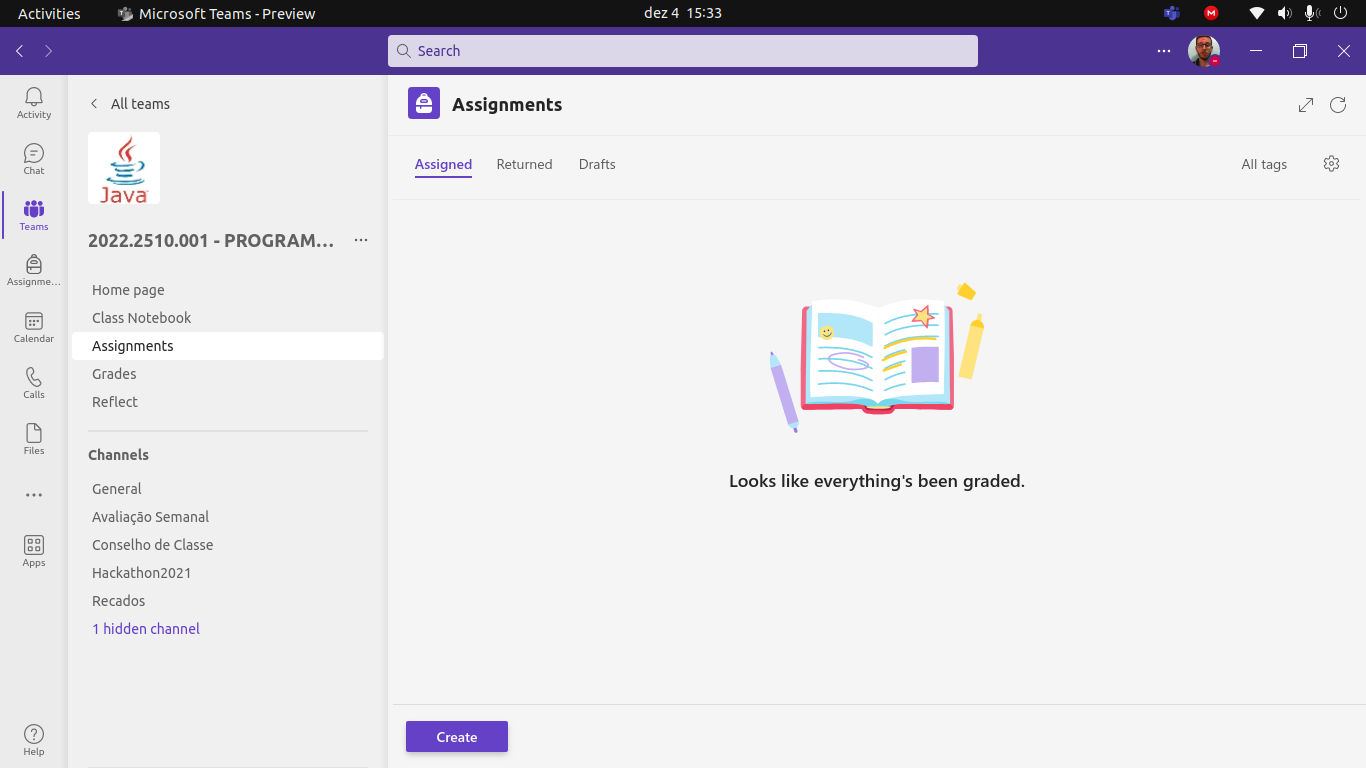 Activities
Microsoft Teams - Preview
dez 4 15:33
Search
Activity
Chat
Teams
Assignme...
Calendar
Calls
Files
Apps
Help
All teams
Java
2022.2510.001 - PROGRAM...
Home page
Class Notebook
Assignments
Grades
Reflect
Channels
General
Avaliação Semanal
Conselho de Classe
Hackathon2021
Recados
1 hidden channel
Assignments
Assigned
Returned
Drafts
All tags
Looks like everything's been graded.
Create